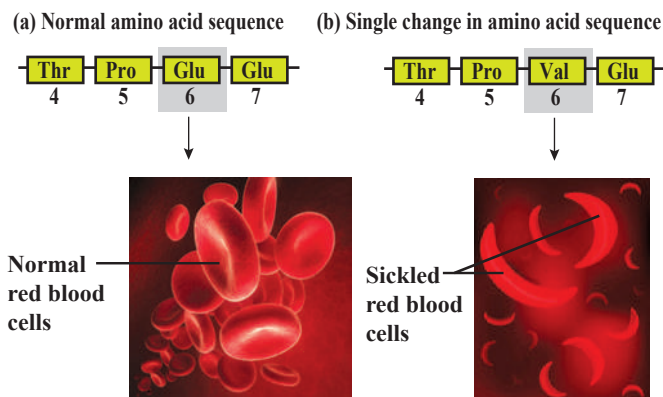 (a) Normal amino acid sequence
Thr Pro Glu Glu
4 5 6 7
Normal
red blood
cells
(b) Single change in amino acid sequence
Thr Pro Val Glu
4 5 6 7
Sickled
red blood
cells